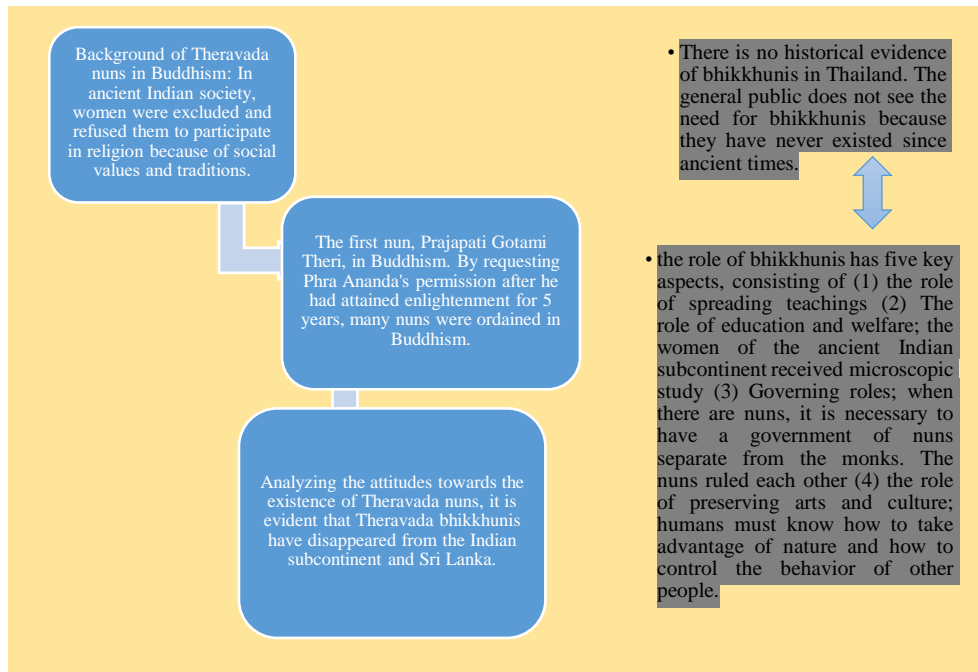 Background of Theravada
nuns in Buddhism: In
ancient Indian society,
women were excluded and
refused them to participate
in religion because of social
values and traditions.
The first nun, Prajapati Gotami
Theri, in Buddhism. By requesting
Phra Ananda's permission after he
had attained enlightenment for 5
years, many nuns were ordained in
Buddhism.
Analyzing the attitudes towards the
existence of Theravada nuns, it is
evident that Theravada bhikkhunis
have disappeared from the Indian
subcontinent and Sri Lanka.
• There is no historical evidence
of bhikkhunis in Thailand. The
general public does not see the
need for bhikkhunis because
they have never existed since
ancient times.
• the role of bhikkhunis has five key
aspects, consisting of (1) the role
of spreading teachings (2) The
role of education and welfare; the
women of the ancient Indian
subcontinent received microscopic
study (3) Governing roles; when
there are nuns, it is necessary to
have a government of nuns
separate from the monks. The
nuns ruled each other (4) the role
of preserving arts and culture;
humans must know how to take
advantage of nature and how to
control the behavior of other
people.